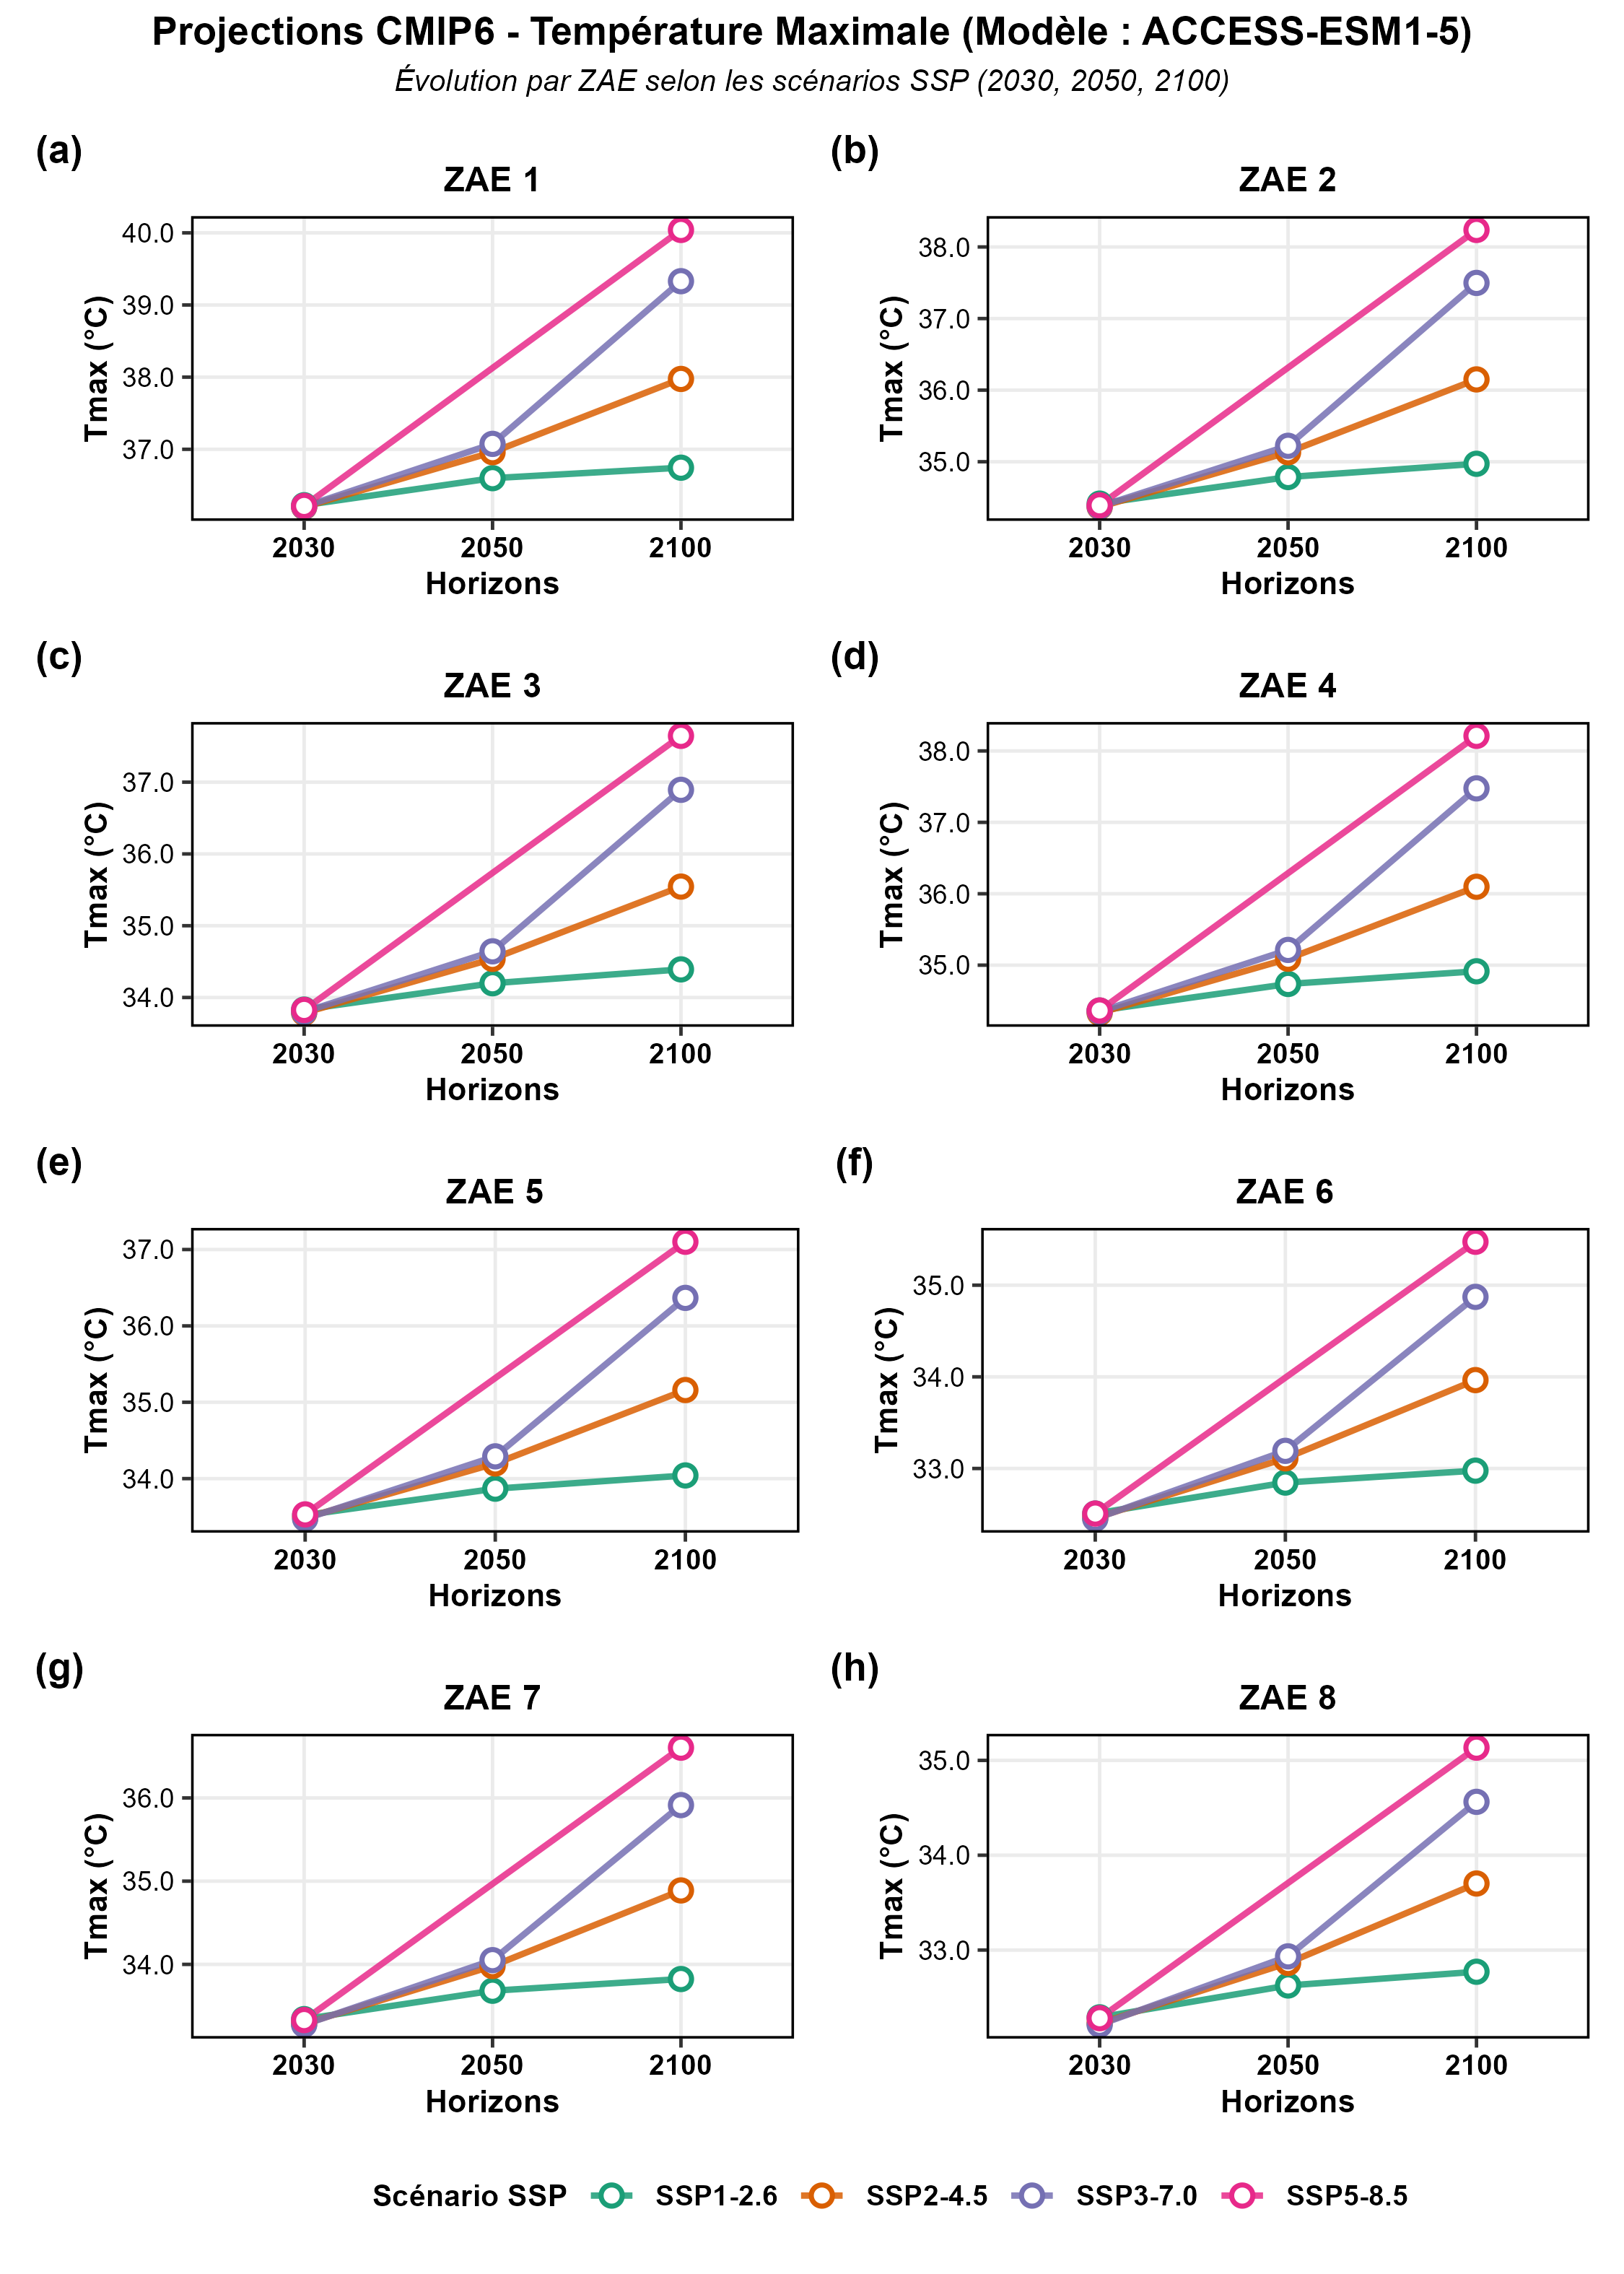 Projections CMIP6 - Température Maximale (Modèle : ACCESS-ESM1-5)
Évolution par ZAE selon les scénarios SSP (2030, 2050, 2100)
(a)
ZAE 1
Tmax (°C)
40.0
39.0
38.0
37.0
2030 2050 2100
Horizons
(b)
ZAE 2
Tmax (°C)
38.0
37.0
36.0
35.0
2030 2050 2100
Horizons
(c)
ZAE 3
Tmax (°C)
37.0
36.0
35.0
34.0
2030 2050 2100
Horizons
(d)
ZAE 4
Tmax (°C)
38.0
37.0
36.0
35.0
2030 2050 2100
Horizons
(e)
ZAE 5
Tmax (°C)
37.0
36.0
35.0
34.0
2030 2050 2100
Horizons
(f)
ZAE 6
Tmax (°C)
35.0
34.0
33.0
2030 2050 2100
Horizons
(g)
ZAE 7
Tmax (°C)
36.0
35.0
34.0
2030 2050 2100
Horizons
(h)
ZAE 8
Tmax (°C)
35.0
34.0
33.0
2030 2050 2100
Horizons
Scénario SSP SSP1-2.6 SSP2-4.5 SSP3-7.0 SSP5-8.5